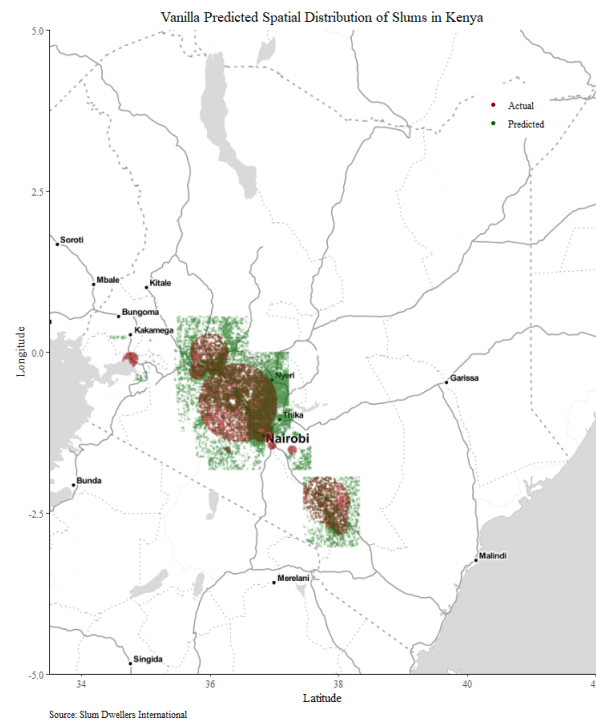 Vanilla Predicted Spatial Distribution of Slums in Kenya
5.0
Actual
Predicted
2.5
Soroti
Mbale
Kitale
Bungoma
Kakamega
0.0
Longitude
Nyeri
Garissa
Thika
Nairobi
Bunda
-2.5
Malindi
Merelani
Singida
-5.0
34
36
38
40
Latitude
Source: Slum Dwellers International